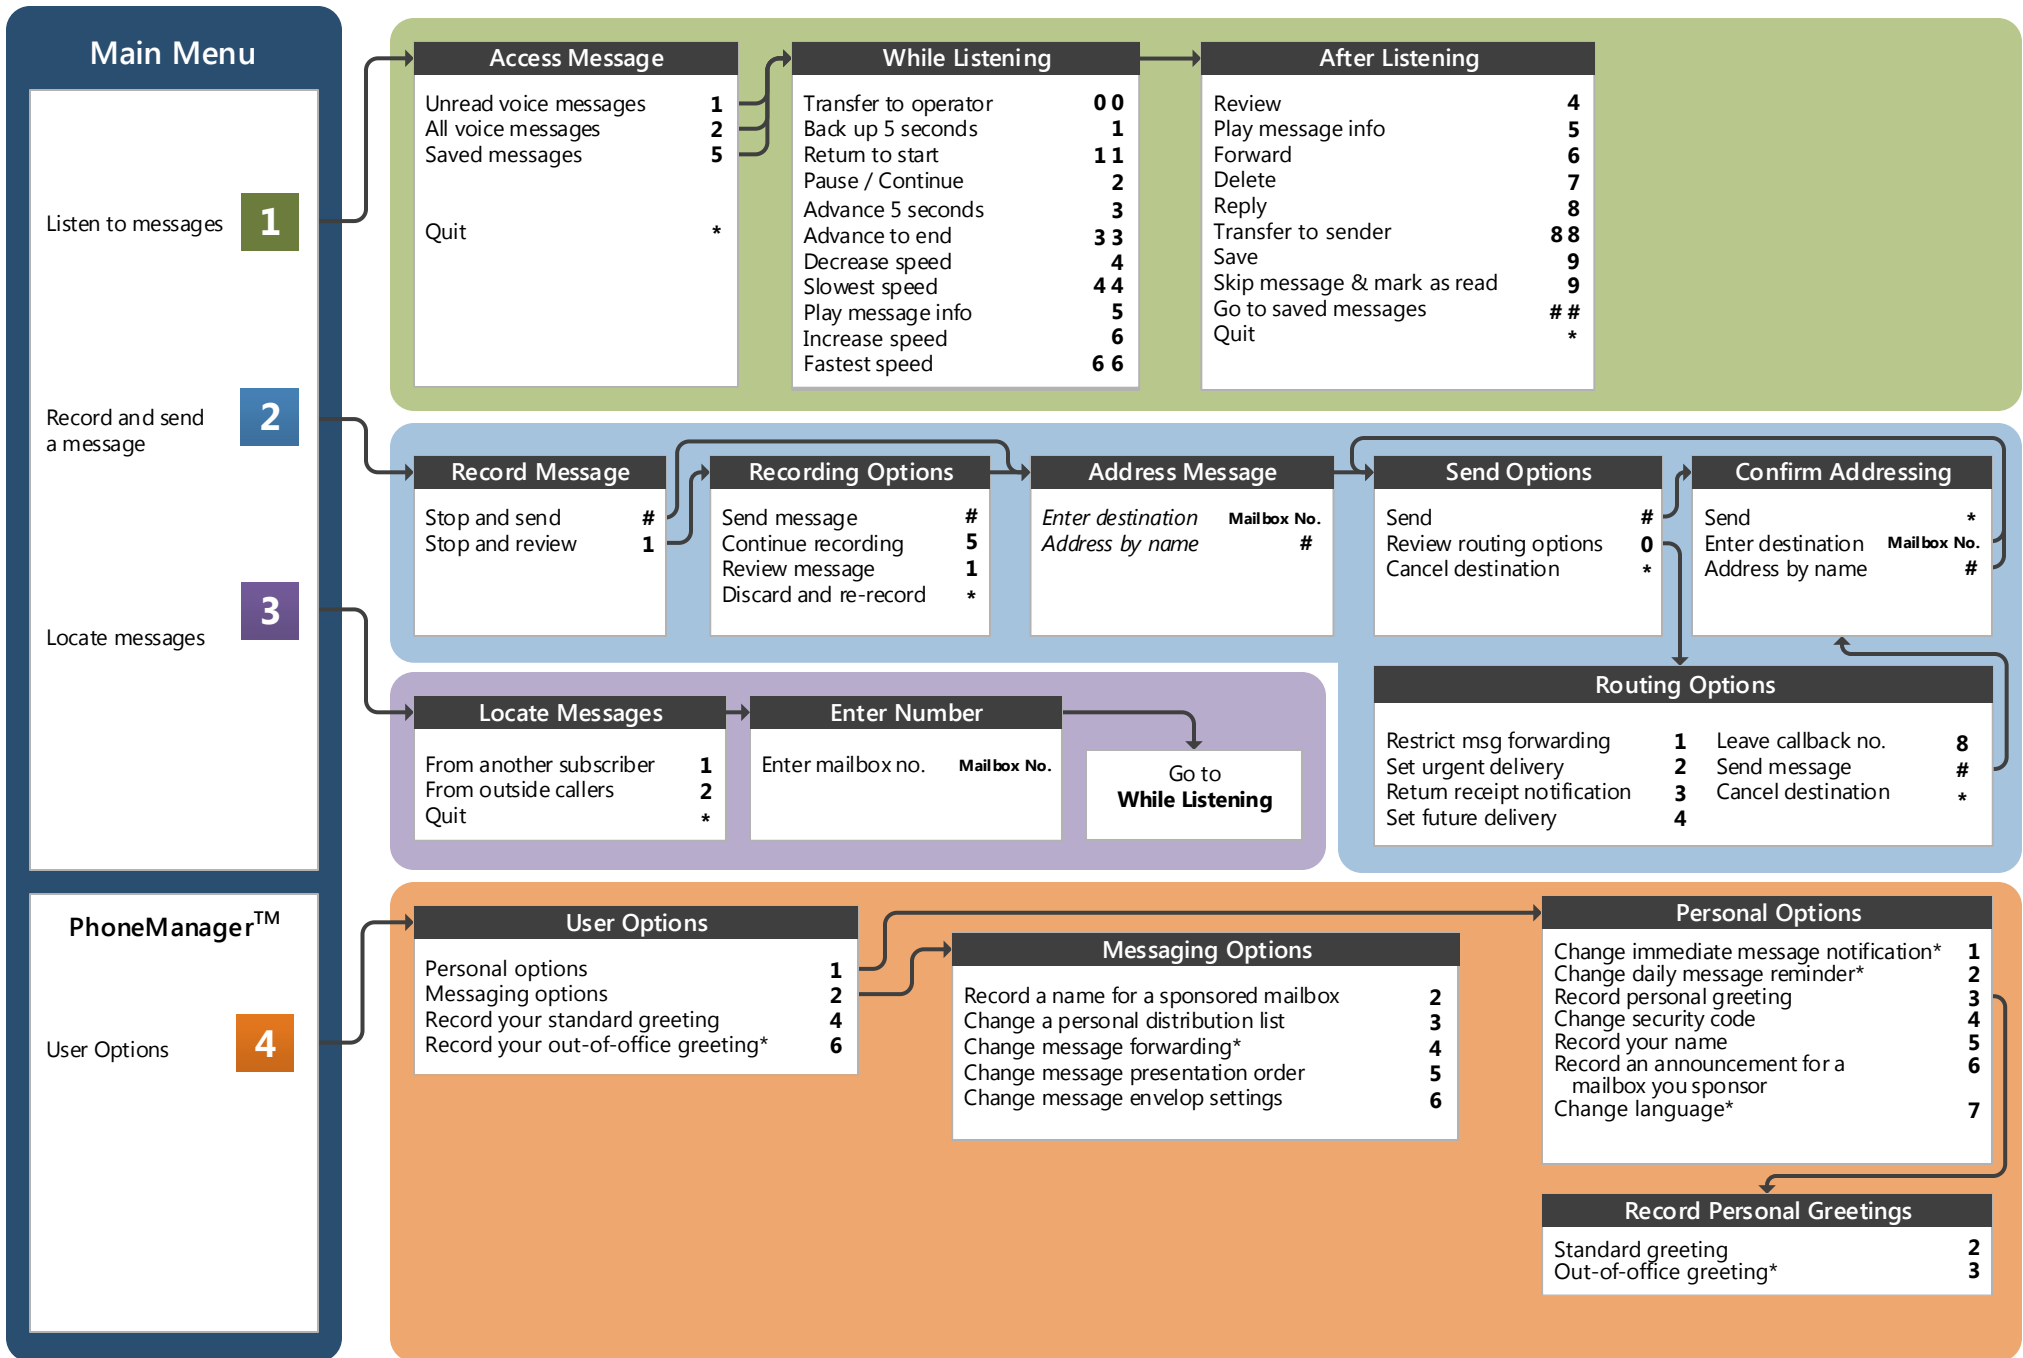 Main Menu
Listen to messages 1
Record and send
a message 2
Locate messages 3
PhoneManager™
User Options 4
Access Message
Unread voice messages 1
All voice messages 2
Saved messages 5
Quit *
While Listening
Transfer to operator 0 0
Back up 5 seconds 1
Return to start 1 1
Pause / Continue 2
Advance 5 seconds 3
Advance to end 3 3
Decrease speed 4
Slowest speed 4 4
Play message info 5
Increase speed 6
Fastest speed 6 6
After Listening
Review 4
Play message info 5
Forward 6
Delete 7
Reply 8
Transfer to sender 8 8
Save 9
Skip message & mark as read 9
Go to saved messages # #
Quit *
Record Message
Stop and send #
Stop and review 1
Recording Options
Send message #
Continue recording 5
Review message 1
Discard and re-record *
Address Message
Enter destination Mailbox No.
Address by name #
Send Options
Send #
Review routing options 0
Cancel destination *
Confirm Addressing
Send *
Enter destination Mailbox No.
Address by name #
Routing Options
Restrict msg forwarding 1
Set urgent delivery 2
Return receipt notification 3
Set future delivery 4
Leave callback no. 8
Send message #
Cancel destination *
Locate Messages
From another subscriber 1
From outside callers 2
Quit *
Enter Number
Enter mailbox no. Mailbox No.
Go to
While Listening
User Options
Personal options 1
Messaging options 2
Record your standard greeting 4
Record your out-of-office greeting* 6
Messaging Options
Record a name for a sponsored mailbox 2
Change a personal distribution list 3
Change message forwarding* 4
Change message presentation order 5
Change message envelop settings 6
Personal Options
Change immediate message notification* 1
Change daily message reminder* 2
Record personal greeting 3
Change security code 4
Record your name 5
Record an announcement for a 6
mailbox you sponsor
Change language* 7
Record Personal Greetings
Standard greeting 2
Out-of-office greeting* 3